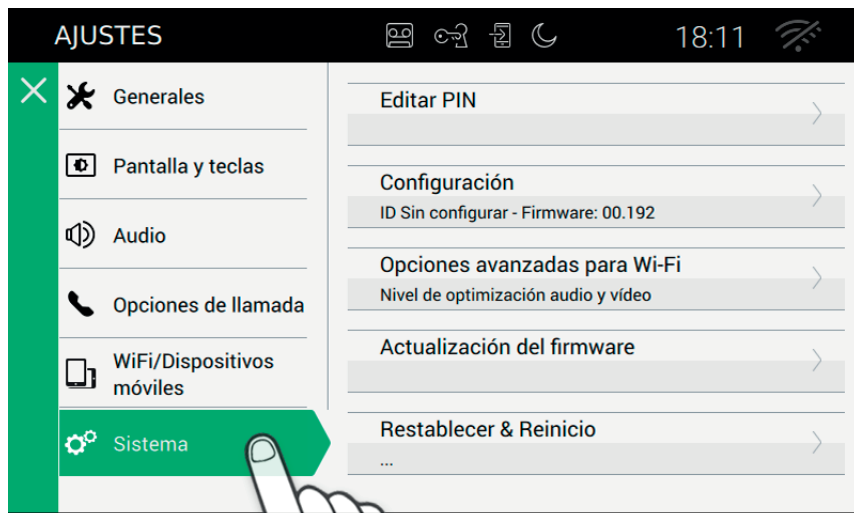 AJUSTES
18:11
Generales
Pantalla y teclas
Audio
Opciones de llamada
WiFi/Dispositivos
móviles
Sistema
Editar PIN
Configuración
ID Sin configurar - Firmware: 00.192
Opciones avanzadas para Wi-Fi
Nivel de optimización audio y vídeo
Actualización del firmware
Restablecer & Reinicio
...